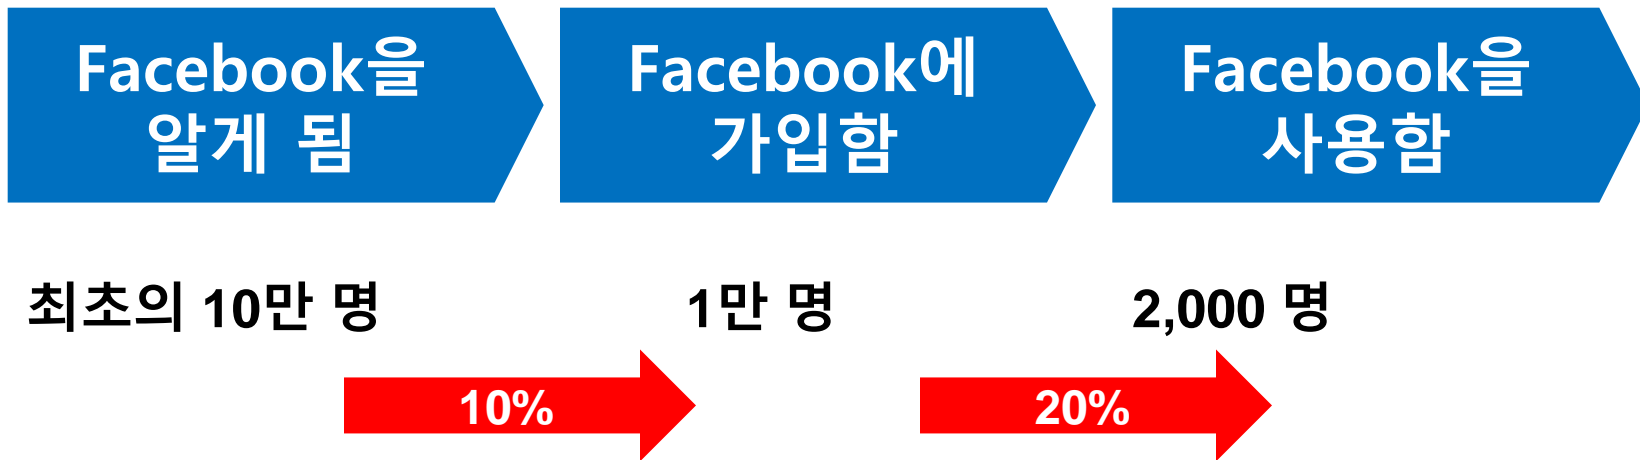 Facebook을
알게 됨
Facebook에
가입함
Facebook을
사용함
최초의 10만 명
1만 명
2,000 명
10%
20%